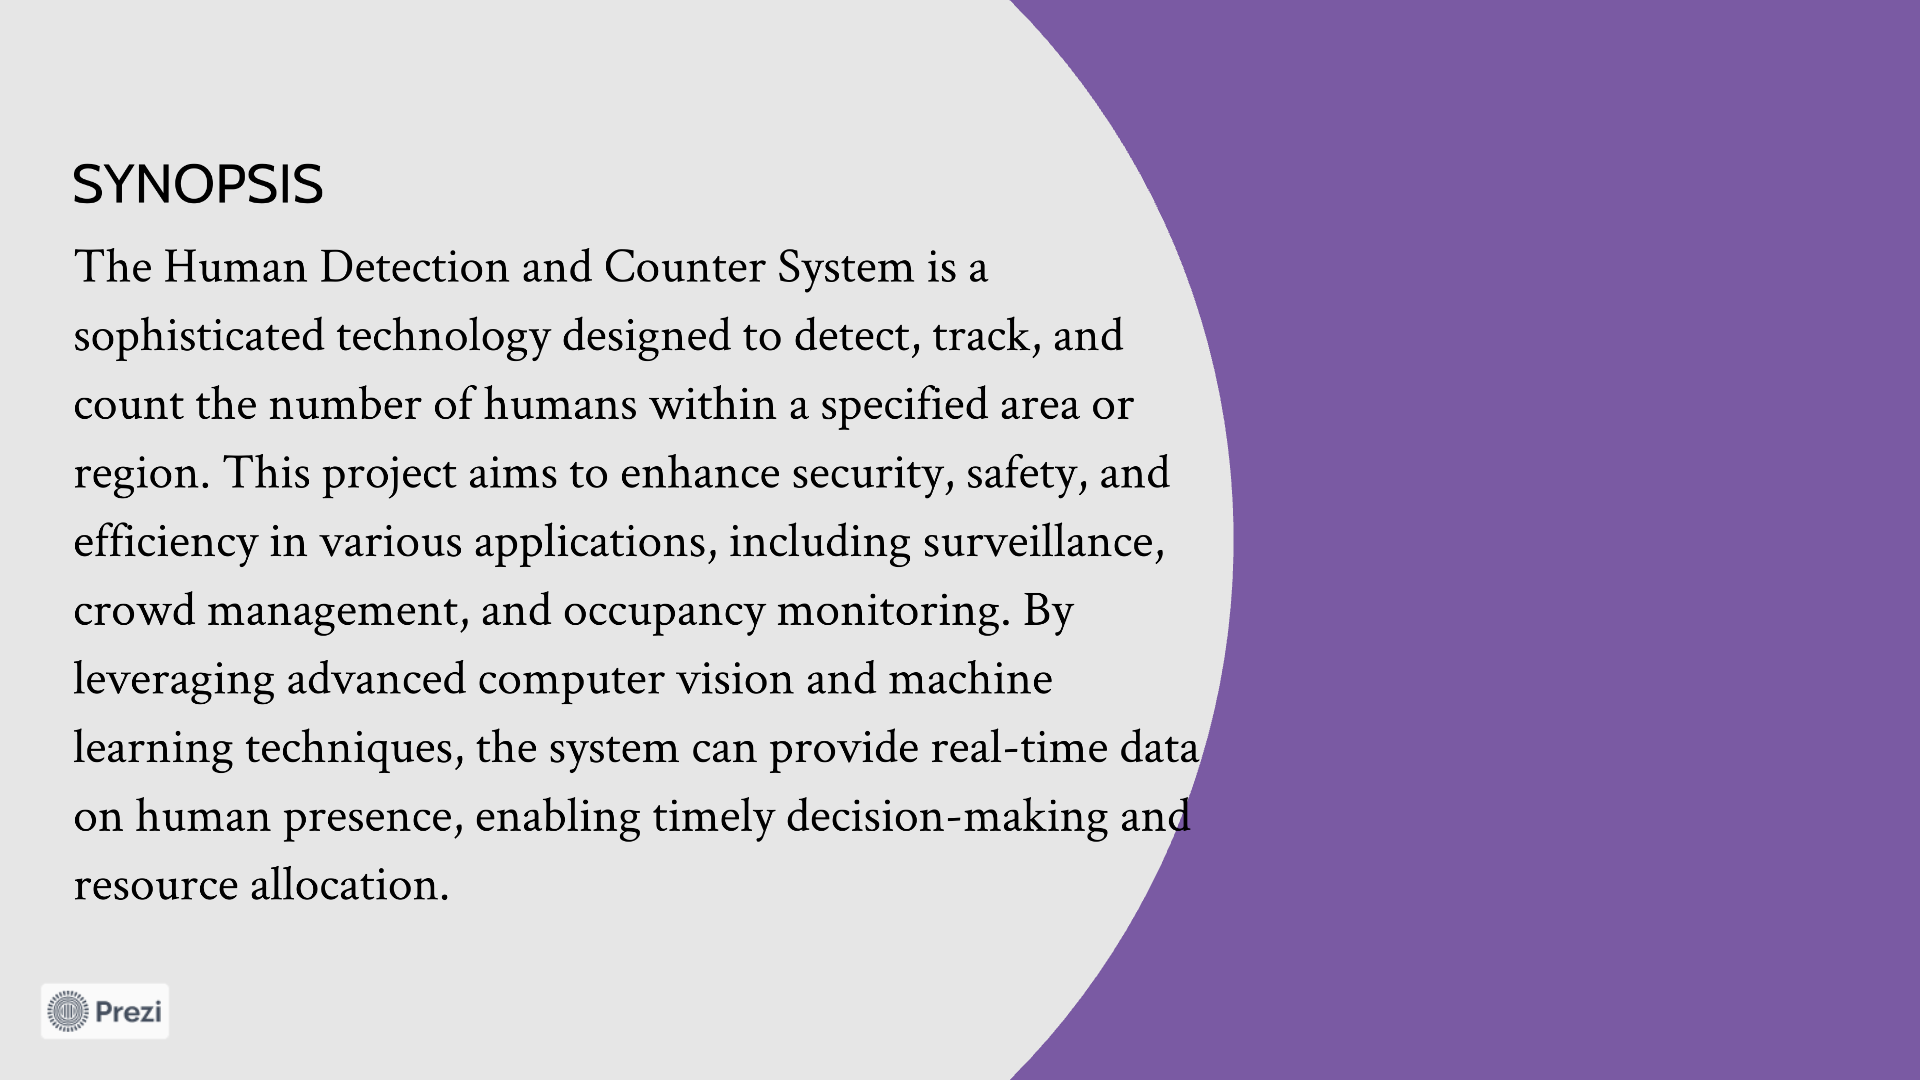 SYNOPSIS
The Human Detection and Counter System is a
sophisticated technology designed to detect, track, and
count the number of humans within a specified area or
region. This project aims to enhance security, safety, and
efficiency in various applications, including surveillance,
crowd management, and occupancy monitoring. By
leveraging advanced computer vision and machine
learning techniques, the system can provide real-time data
on human presence, enabling timely decision-making and
resource allocation.
Prezi